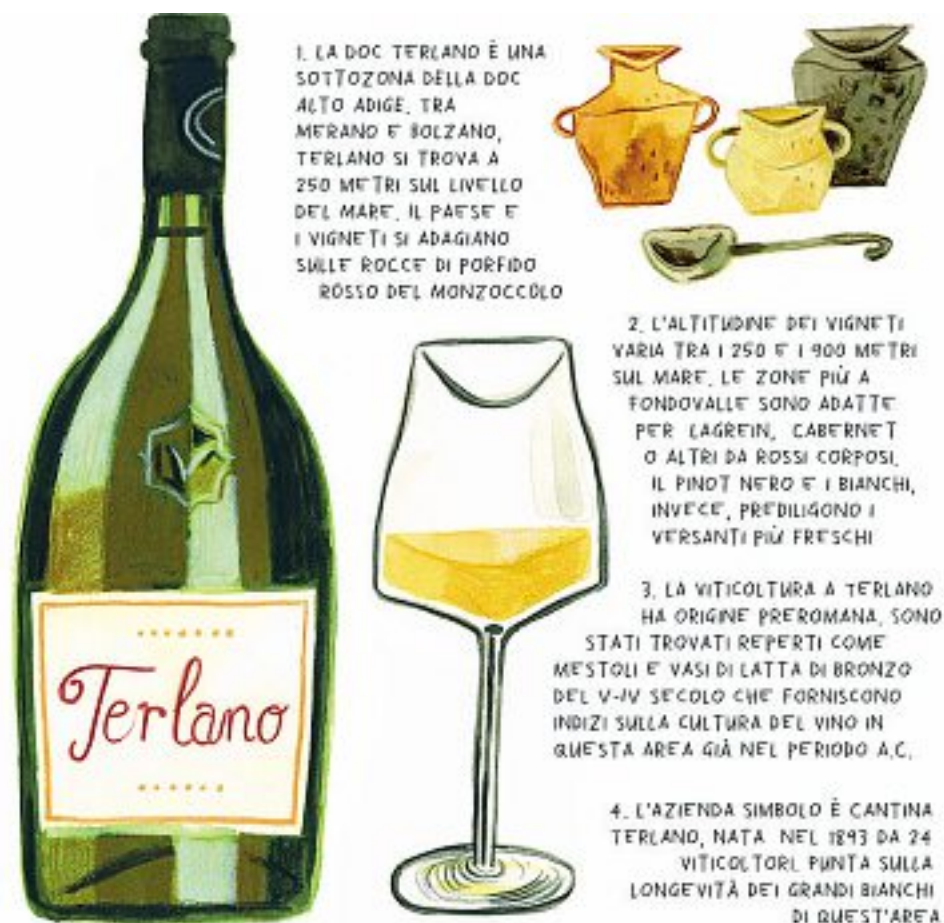 1. LA DOC TERLANO È UNA
SOTTOZONA DELLA DOC
ALTO ADIGE. TRA
MERANO E BOLZANO,
TERLANO SI TROVA A
250 METRI SUL LIVELLO
DEL MARE. IL PAESE E
I VIGNETI SI ADAGIANO
SULLE ROCCE DI PORFIDO
ROSSO DEL MONZOCCOLO
2. L'ALTITUDINE DEI VIGNETI
VARIA TRA I 250 E I 900 METRI
SUL MARE. LE ZONE PIÙ A
FONDOVALLE SONO ADATTE
PER LAGREIN, CABERNET
O ALTRI DA ROSSI CORPOSI.
IL PINOT NERO E I BIANCHI,
INVECE, PREDILIGONO I
VERSANTI PIÙ FRESCHI
3. LA VITICOLTURA A TERLANO
HA ORIGINE PREROMANA, SONO
STATI TROVATI REPERTI COME
MESTOLI E VASI DI LATTA DI BRONZO
DEL V-IV SECOLO CHE FORNISCONO
INDIZI SULLA CULTURA DEL VINO IN
QUESTA AREA GIÀ NEL PERIODO A.C.
4. L'AZIENDA SIMBOLO È CANTINA
TERLANO, NATA NEL 1893 DA 24
VITICOLTORI. PUNTA SULLA
LONGEVITÀ DEI GRANDI BIANCHI
DI QUEST'AREA
Terlano